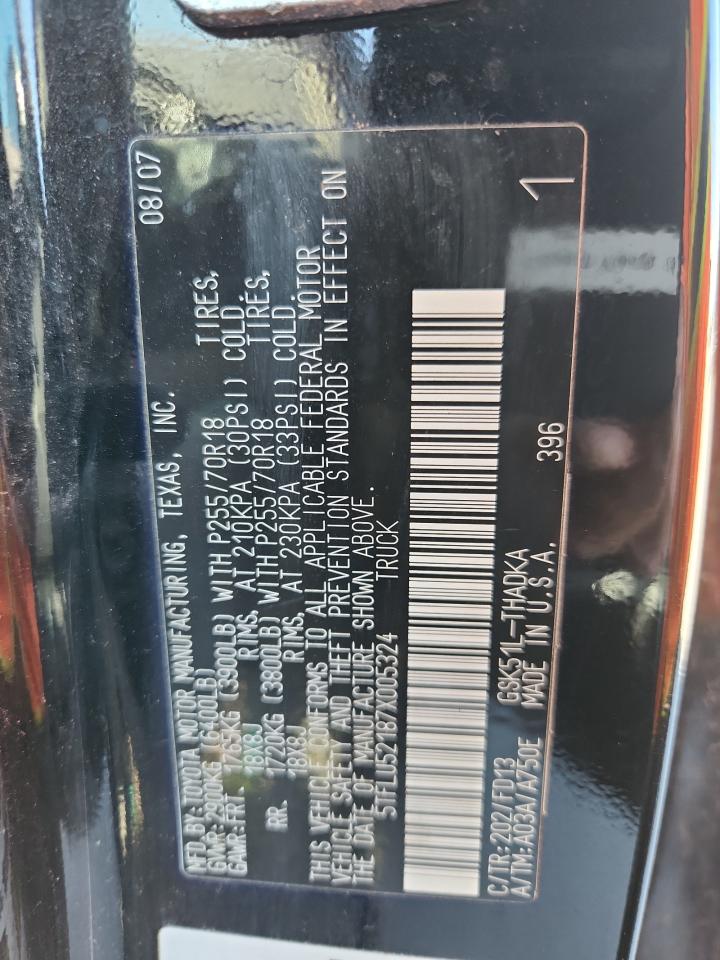 MFD.BY: TOYOTA MOTOR MANUFACTURING, TEXAS, INC. 08/07
GVWR: 2900KG (6400LB)
GAWR: FRT. 1765KG (3900LB) WITH P255/70R18 TIRES,
18X8J RIMS, AT 210KPA (30PSI) COLD.
RR. 1720KG (3800LB) WITH P255/70R18 TIRES,
18X8J RIMS, AT 230KPA (33PSI) COLD.
THIS VEHICLE CONFORMS TO ALL APPLICABLE FEDERAL MOTOR
VEHICLE SAFETY AND THEFT PREVENTION STANDARDS IN EFFECT ON
THE DATE OF MANUFACTURE SHOWN ABOVE.
5TFLU52187X005324 TRUCK
C/TR:202/FD13 GSK51L-THADKA
A/TM:A03A/A750E MADE IN U.S.A. 396 1